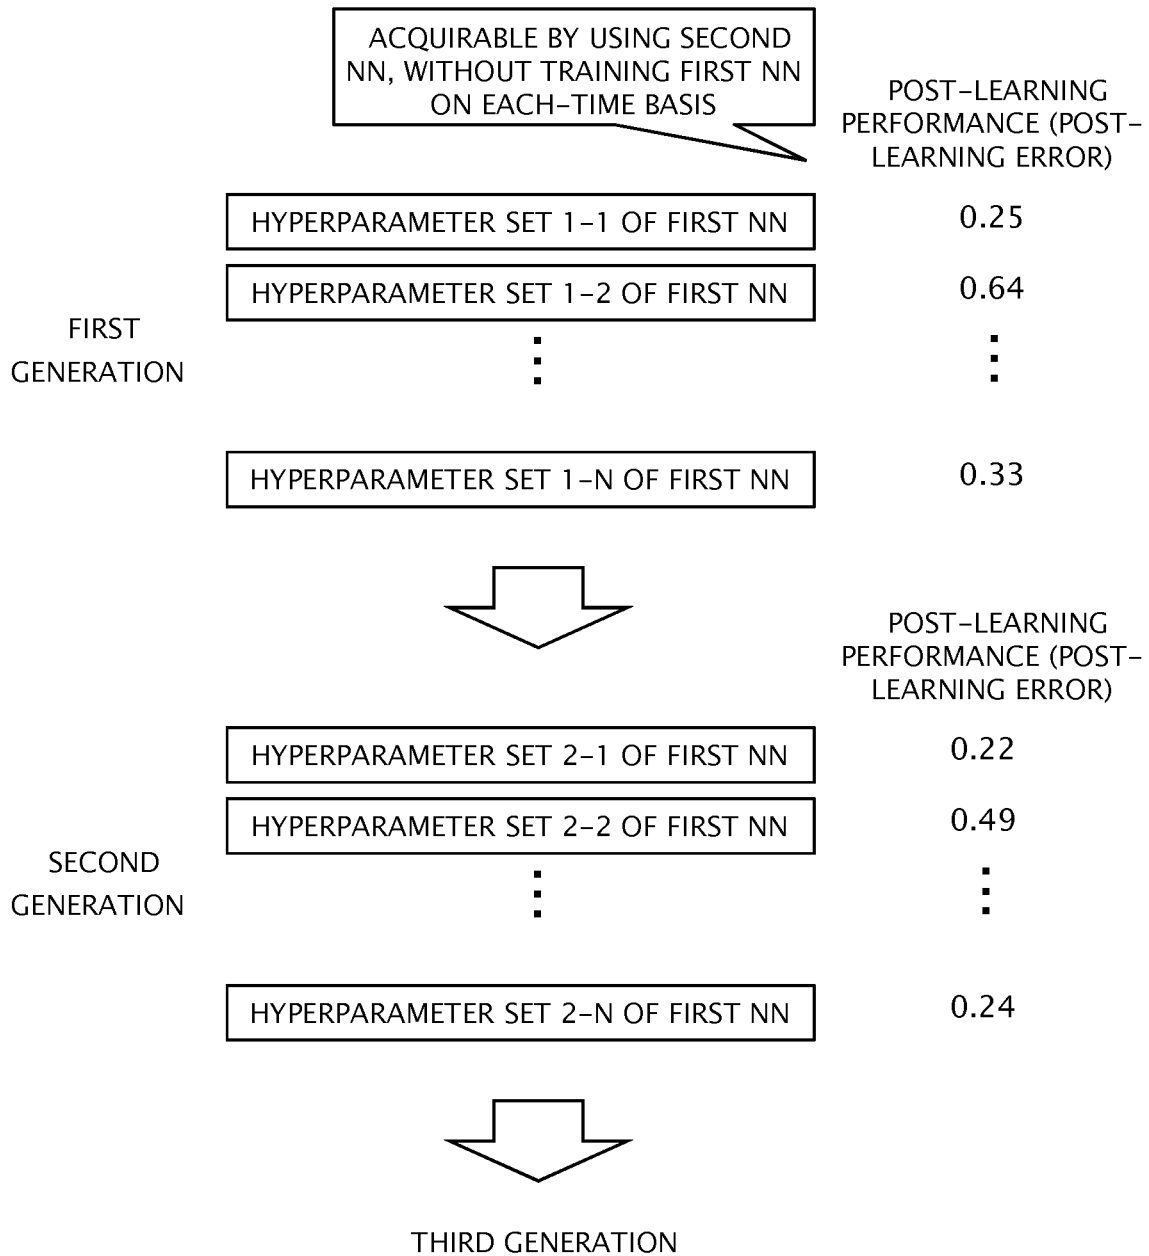 ACQUIRABLE BY USING SECOND
NN, WITHOUT TRAINING FIRST NN
ON EACH-TIME BASIS
POST-LEARNING
PERFORMANCE (POST-
LEARNING ERROR)
HYPERPARAMETER SET 1-1 OF FIRST NN
0.25
HYPERPARAMETER SET 1-2 OF FIRST NN
0.64
FIRST
GENERATION
HYPERPARAMETER SET 1-N OF FIRST NN
0.33
POST-LEARNING
PERFORMANCE (POST-
LEARNING ERROR)
HYPERPARAMETER SET 2-1 OF FIRST NN
0.22
HYPERPARAMETER SET 2-2 OF FIRST NN
0.49
SECOND
GENERATION
HYPERPARAMETER SET 2-N OF FIRST NN
0.24
THIRD GENERATION